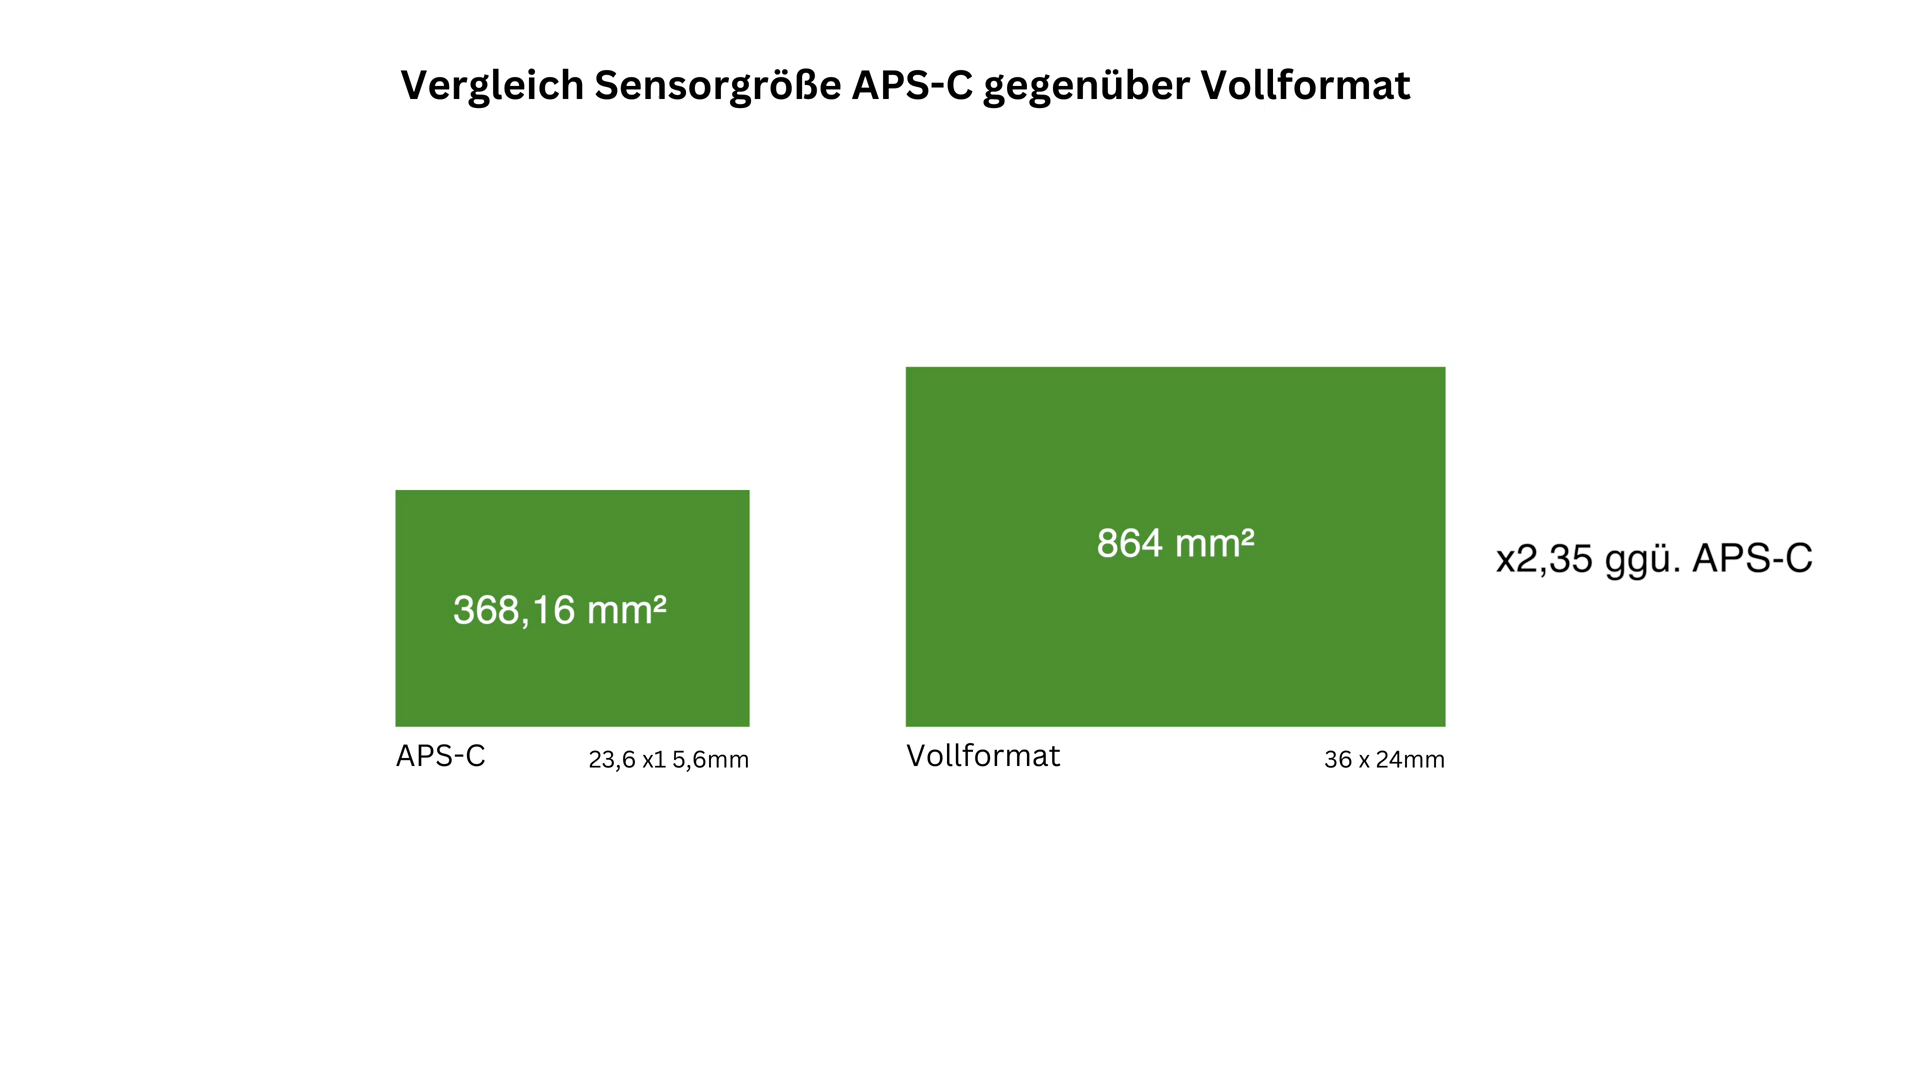 Vergleich Sensorgröße APS-C gegenüber Vollformat
368,16 mm²
864 mm²
x2,35 ggü. APS-C
APS-C
23,6 x1 5,6mm
Vollformat
36 x 24mm